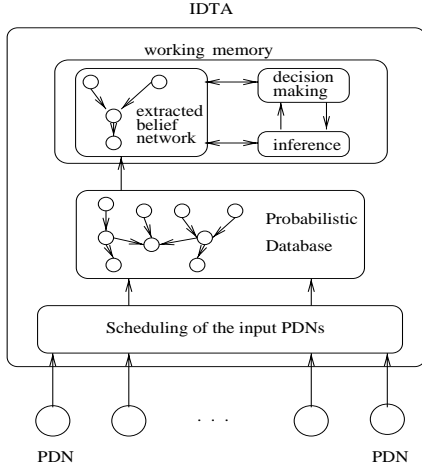 IDTA
working memory
decision
making
extracted
belief
network
inference
Probabilistic
Database
Scheduling of the input PDNs
. . .
PDN
PDN